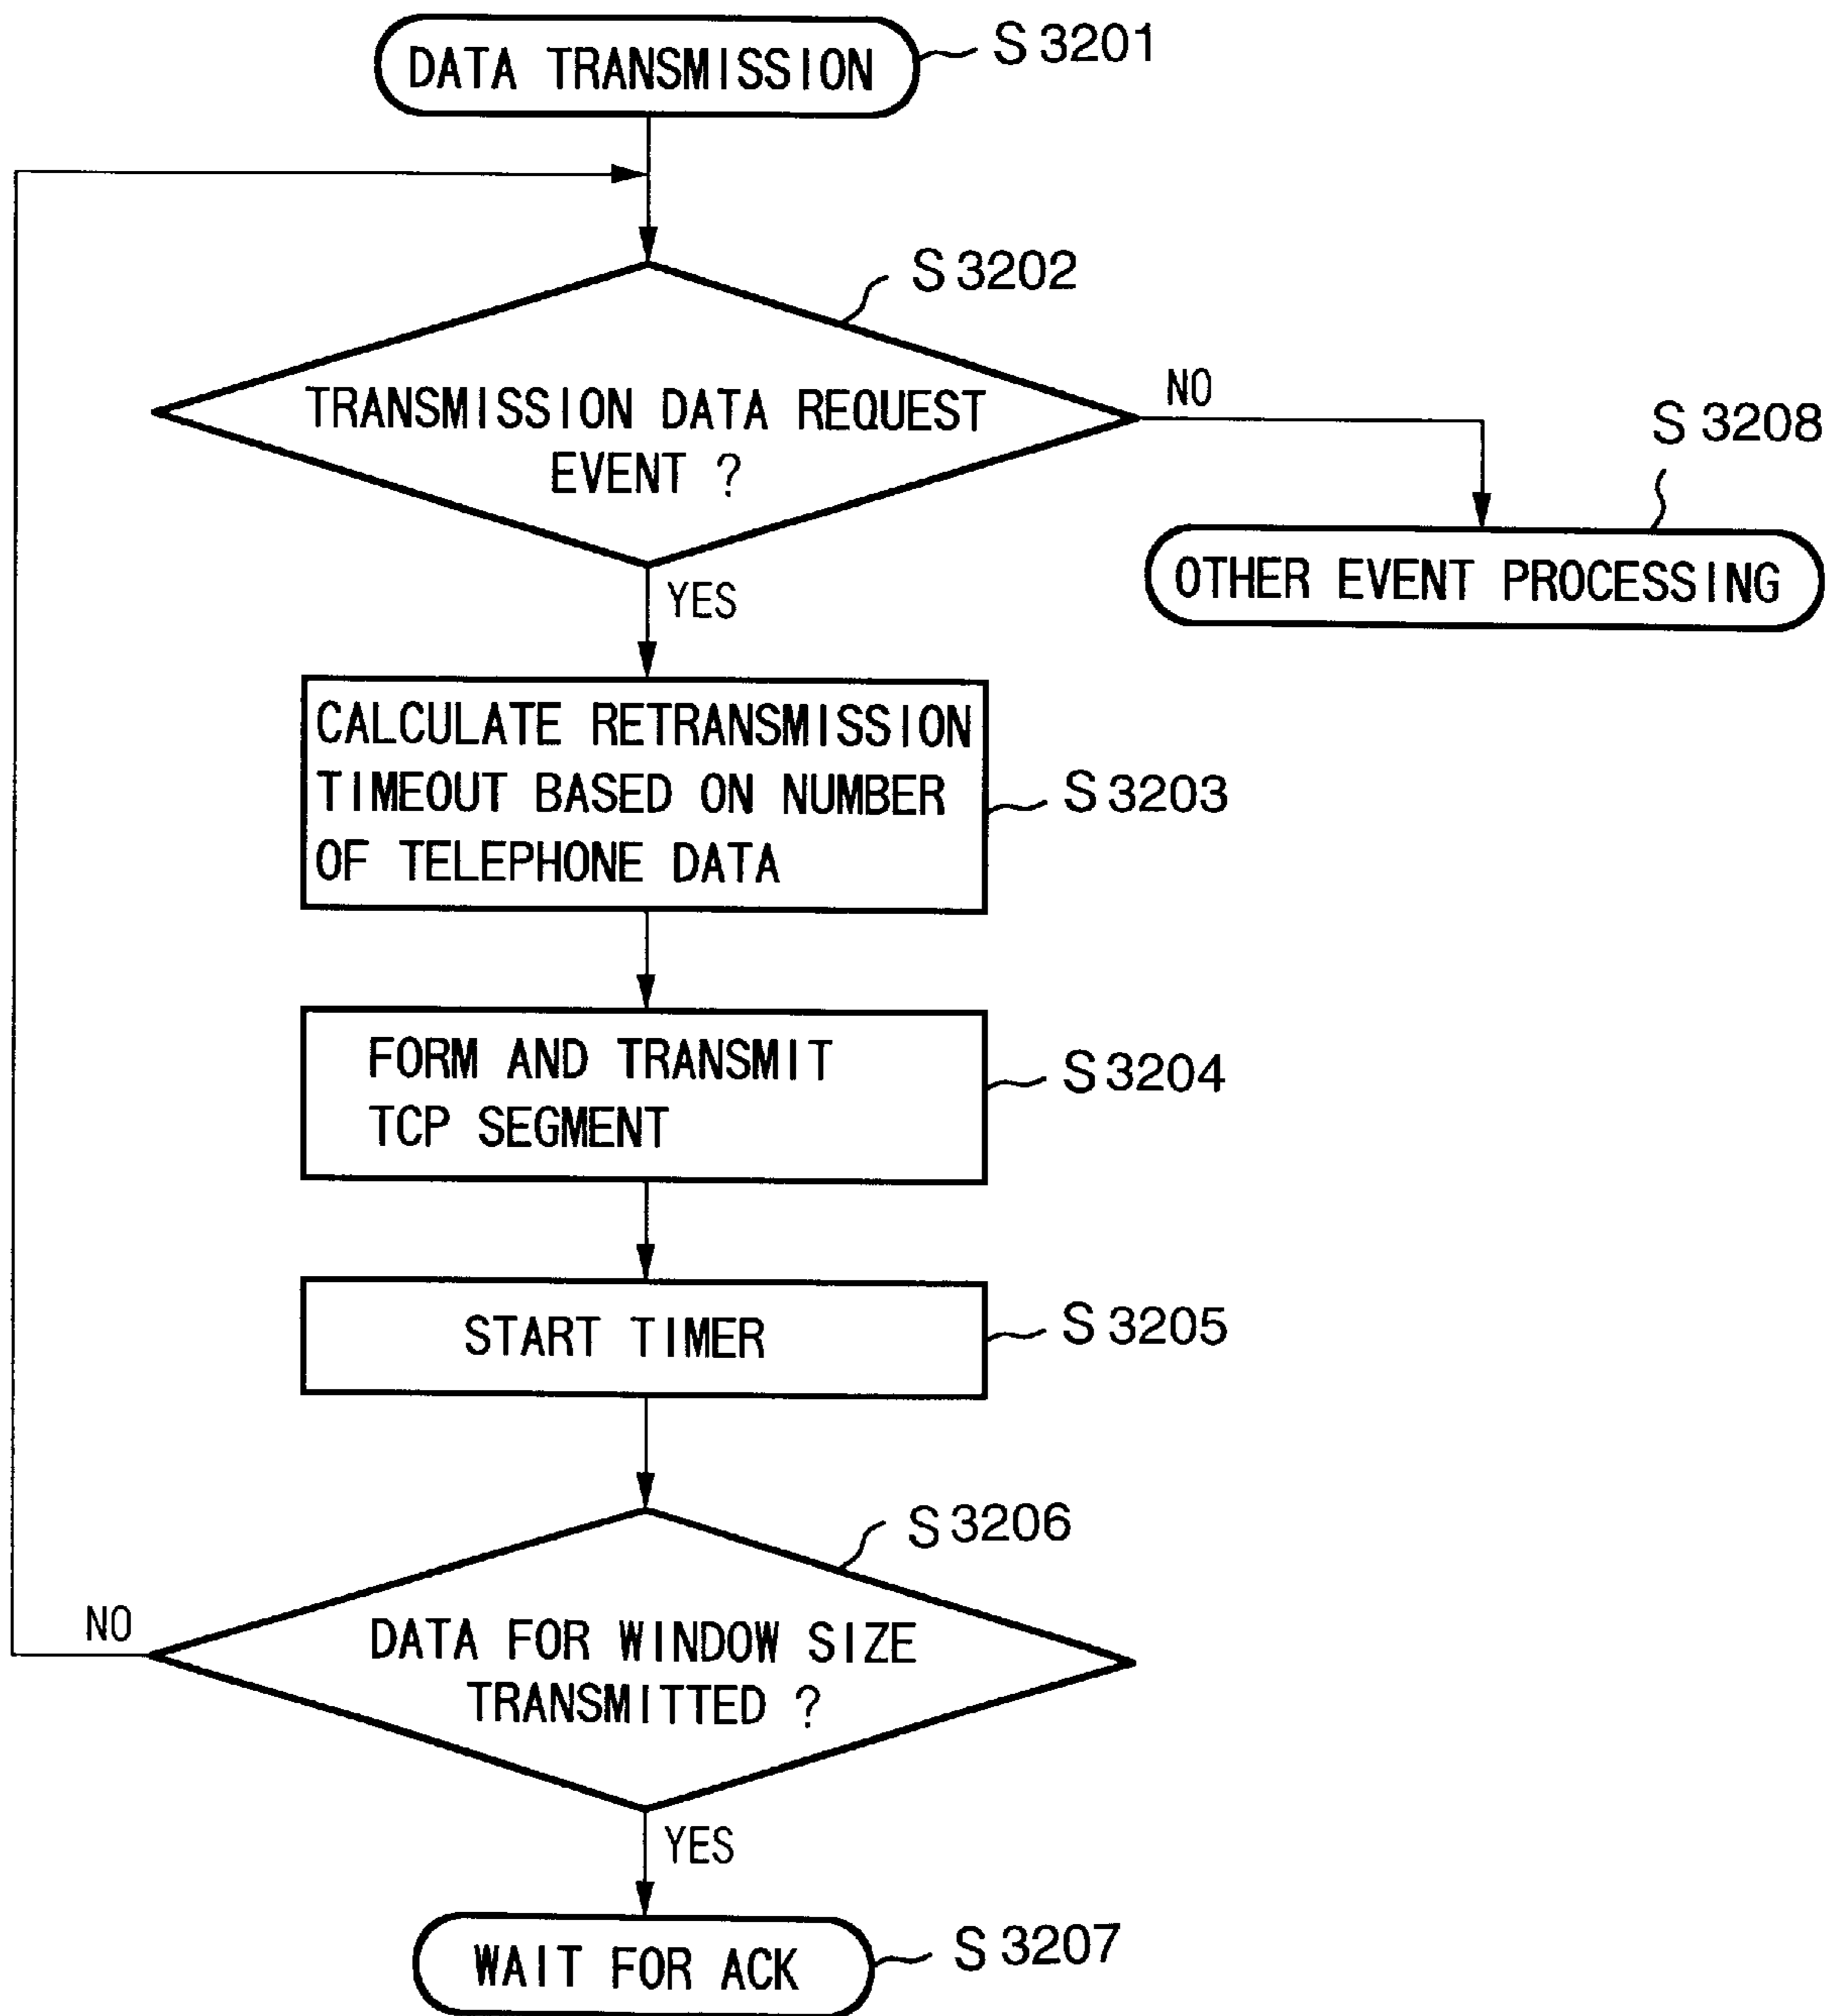 DATA TRANSMISSION
S3201
S3202
TRANSMISSION DATA REQUEST
EVENT ?
NO
S3208
OTHER EVENT PROCESSING
YES
CALCULATE RETRANSMISSION
TIMEOUT BASED ON NUMBER
OF TELEPHONE DATA
S3203
FORM AND TRANSMIT
TCP SEGMENT
S3204
START TIMER
S3205
S3206
NO
DATA FOR WINDOW SIZE
TRANSMITTED ?
YES
WAIT FOR ACK
S3207